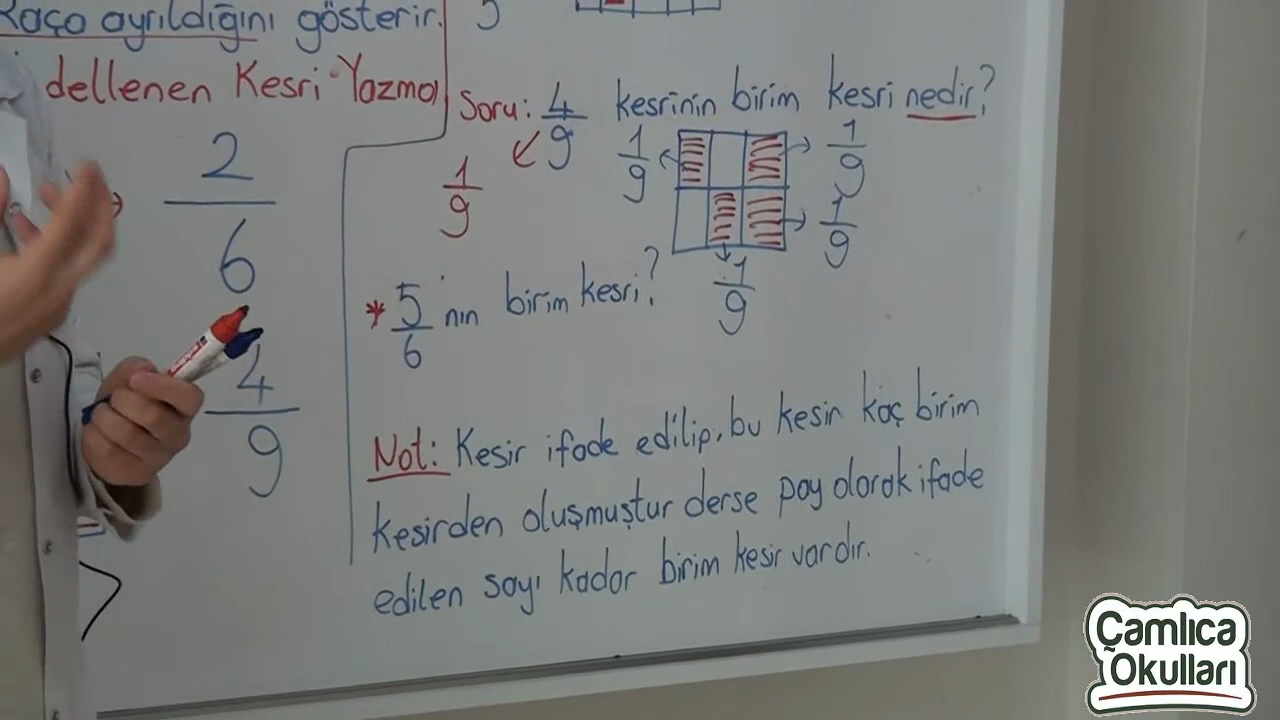 Kaça ayrıldığını gösterir.
dellenen Kesri Yazma
2
6
4
9
Soru: 4/9 kesrinin birim kesri nedir?
1/9
1/9
1/9
1/9
1/9
* 5/6 'nın birim kesri?
Not: Kesir ifade edilip, bu kesir kaç birim
kesirden oluşmuştur derse pay olarak ifade
edilen sayı kadar birim kesir vardır.
Çamlıca
Okulları